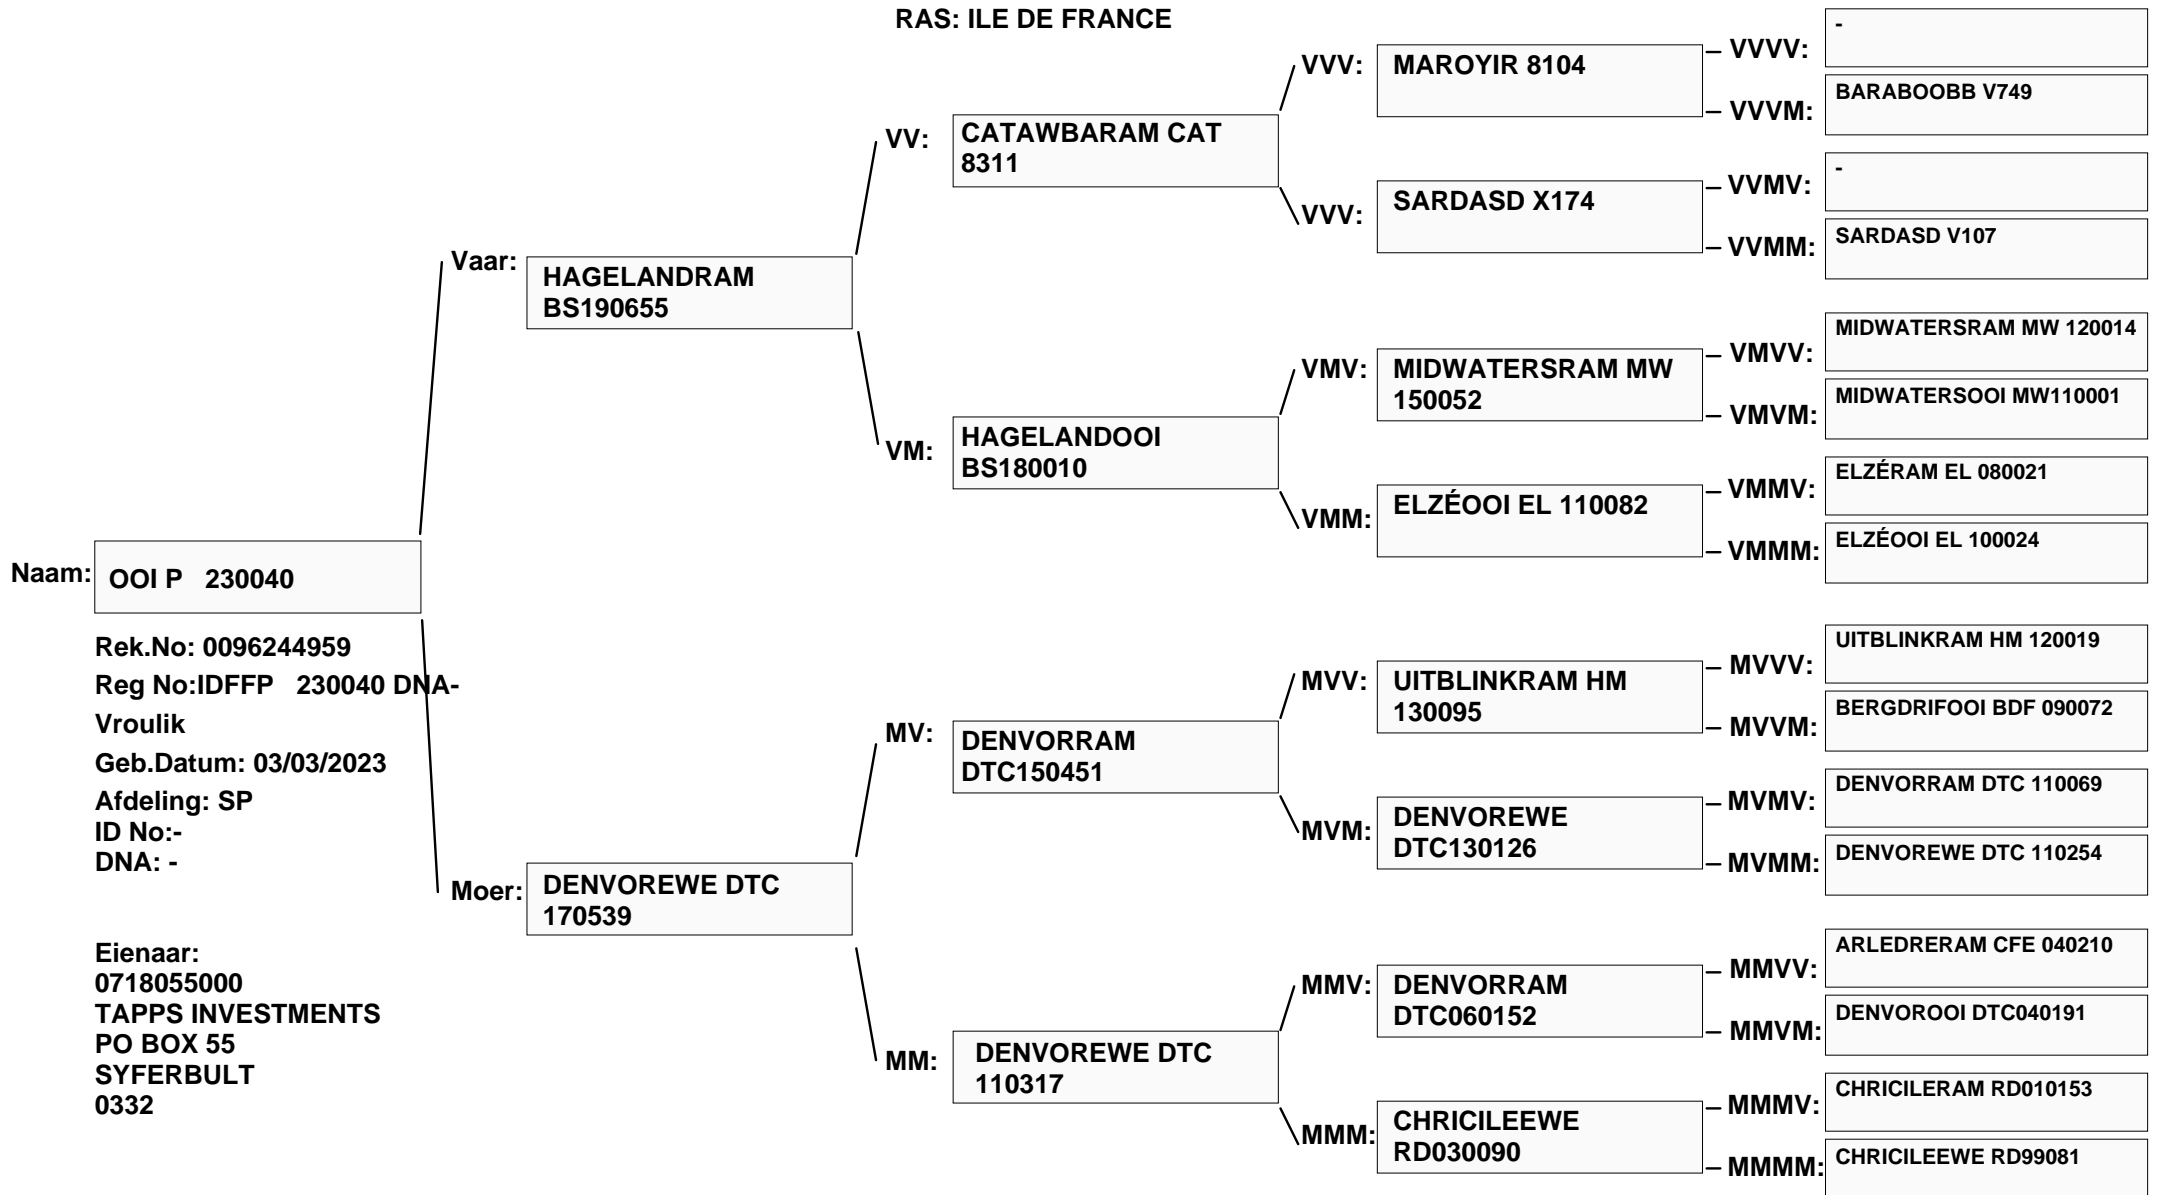 RAS: ILE DE FRANCE
Naam:
OOI P   230040
Rek.No: 0096244959
Reg No:IDFFP   230040 DNA-
Vroulik
Geb.Datum: 03/03/2023
Afdeling: SP
ID No:-
DNA: -
Eienaar:
0718055000
TAPPS INVESTMENTS
PO BOX 55
SYFERBULT
0332
Vaar:
HAGELANDRAM
BS190655
Moer:
DENVOREWE DTC
170539
VV:
CATAWBARAM CAT
8311
VM:
HAGELANDOOI
BS180010
MV:
DENVORRAM
DTC150451
MM:
DENVOREWE DTC
110317
VVV:
MAROYIR 8104
VVV:
SARDASD X174
VMV:
MIDWATERSRAM MW
150052
VMM:
ELZÉOOI EL 110082
MVV:
UITBLINKRAM HM
130095
MVM:
DENVOREWE
DTC130126
MMV:
DENVORRAM
DTC060152
MMM:
CHRICILEEWE
RD030090
VVVV:
-
VVVM:
BARABOOBB V749
VVMV:
-
VVMM:
SARDASD V107
VMVV:
MIDWATERSRAM MW 120014
VMVM:
MIDWATERSOOI MW110001
VMMV:
ELZÉRAM EL 080021
VMMM:
ELZÉOOI EL 100024
MVVV:
UITBLINKRAM HM 120019
MVVM:
BERGDRIFOOI BDF 090072
MVMV:
DENVORRAM DTC 110069
MVMM:
DENVOREWE DTC 110254
MMVV:
ARLEDRERAM CFE 040210
MMVM:
DENVOROOI DTC040191
MMMV:
CHRICILERAM RD010153
MMMM:
CHRICILEEWE RD99081